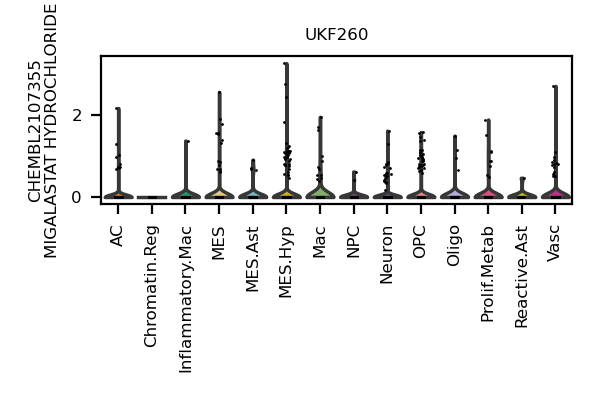 UKF260
CHEMBL2107355
MIGALASTAT HYDROCHLORIDE
2
0
AC
Chromatin.Reg
Inflammatory.Mac
MES
MES.Ast
MES.Hyp
Mac
NPC
Neuron
OPC
Oligo
Prolif.Metab
Reactive.Ast
Vasc